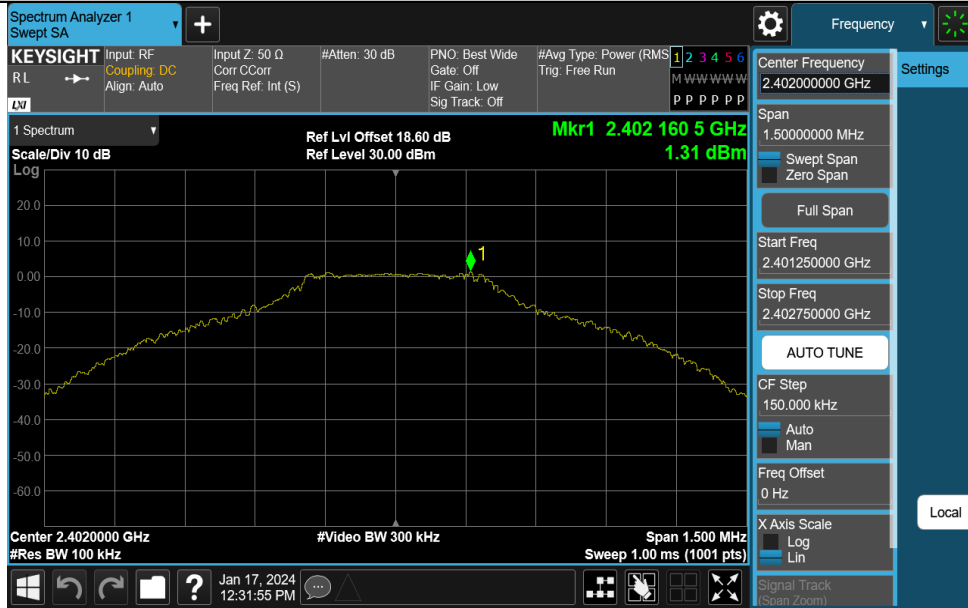 Spectrum Analyzer 1
Swept SA
+
Frequency
KEYSIGHT
R L
LXI
Input: RF
Coupling: DC
Align: Auto
Input Z: 50 Ω
Corr CCorr
Freq Ref: Int (S)
#Atten: 30 dB
PNO: Best Wide
Gate: Off
IF Gain: Low
Sig Track: Off
#Avg Type: Power (RMS
Trig: Free Run
1 2 3 4 5 6
M W W W W W
P P P P P P
1 Spectrum
Scale/Div 10 dB
Log
Ref Lvl Offset 18.60 dB
Ref Level 30.00 dBm
Mkr1 2.402 160 5 GHz
1.31 dBm
20.0
10.0
0.00
-10.0
-20.0
-30.0
-40.0
-50.0
-60.0
1
Center 2.4020000 GHz
#Res BW 100 kHz
#Video BW 300 kHz
Span 1.500 MHz
Sweep 1.00 ms (1001 pts)
?
Jan 17, 2024
12:31:55 PM
Center Frequency
2.402000000 GHz
Span
1.50000000 MHz
Swept Span
Zero Span
Full Span
Start Freq
2.401250000 GHz
Stop Freq
2.402750000 GHz
AUTO TUNE
CF Step
150.000 kHz
Auto
Man
Freq Offset
0 Hz
X Axis Scale
Log
Lin
Signal Track
(Span Zoom)
Settings
Local